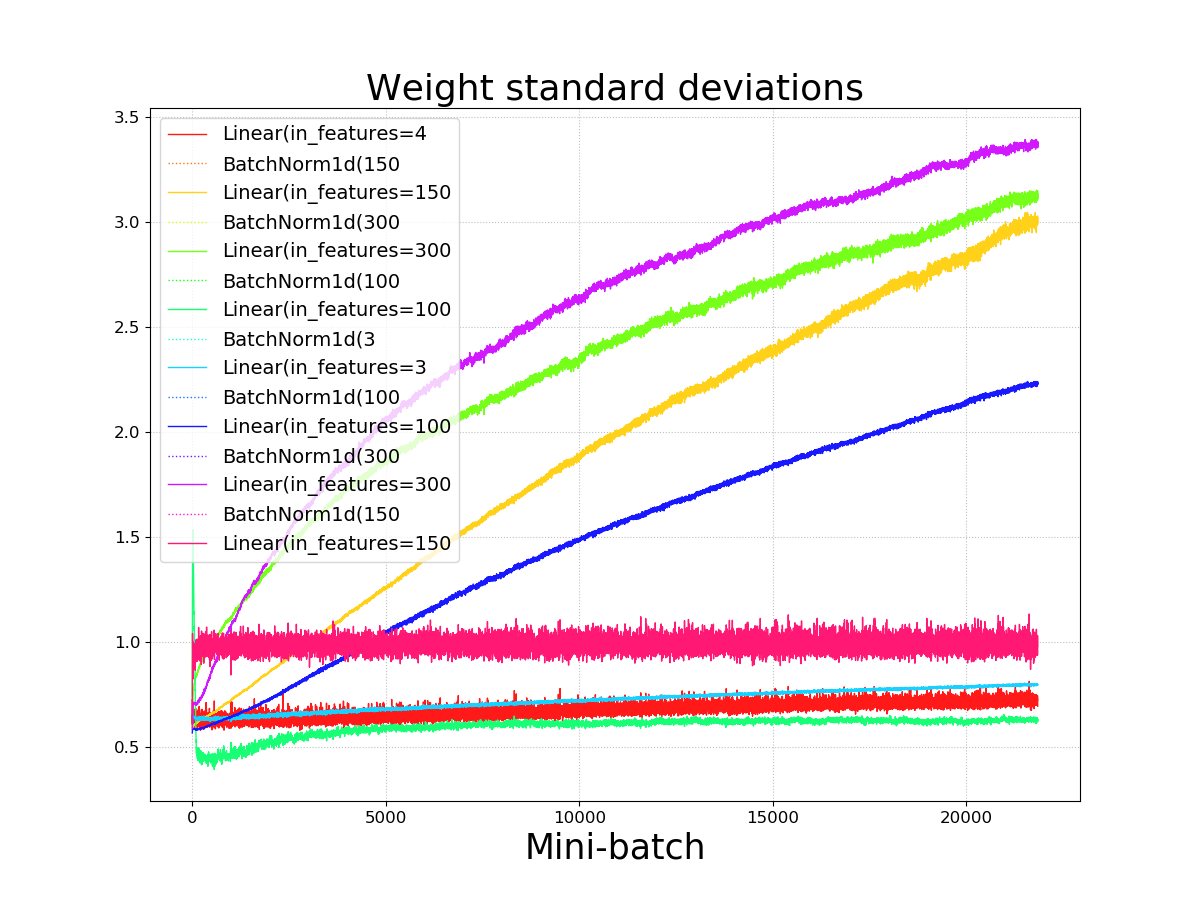 Weight standard deviations
3.5
3.0
2.5
2.0
1.5
1.0
0.5
Linear(in_features=4
BatchNorm1d(150
Linear(in_features=150
BatchNorm1d(300
Linear(in_features=300
BatchNorm1d(100
Linear(in_features=100
BatchNorm1d(3
Linear(in_features=3
BatchNorm1d(100
Linear(in_features=100
BatchNorm1d(300
Linear(in_features=300
BatchNorm1d(150
Linear(in_features=150
0 5000 10000 15000 20000
Mini-batch